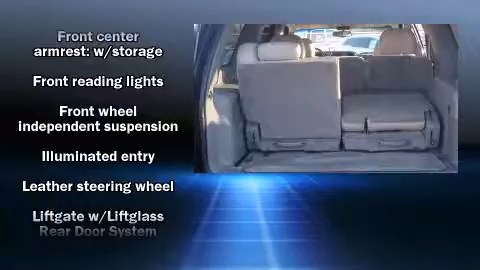 Front center
armrest: w/storage
Front reading lights
Front wheel
independent suspension
Illuminated entry
Leather steering wheel
Liftgate w/Liftglass
Rear Door System